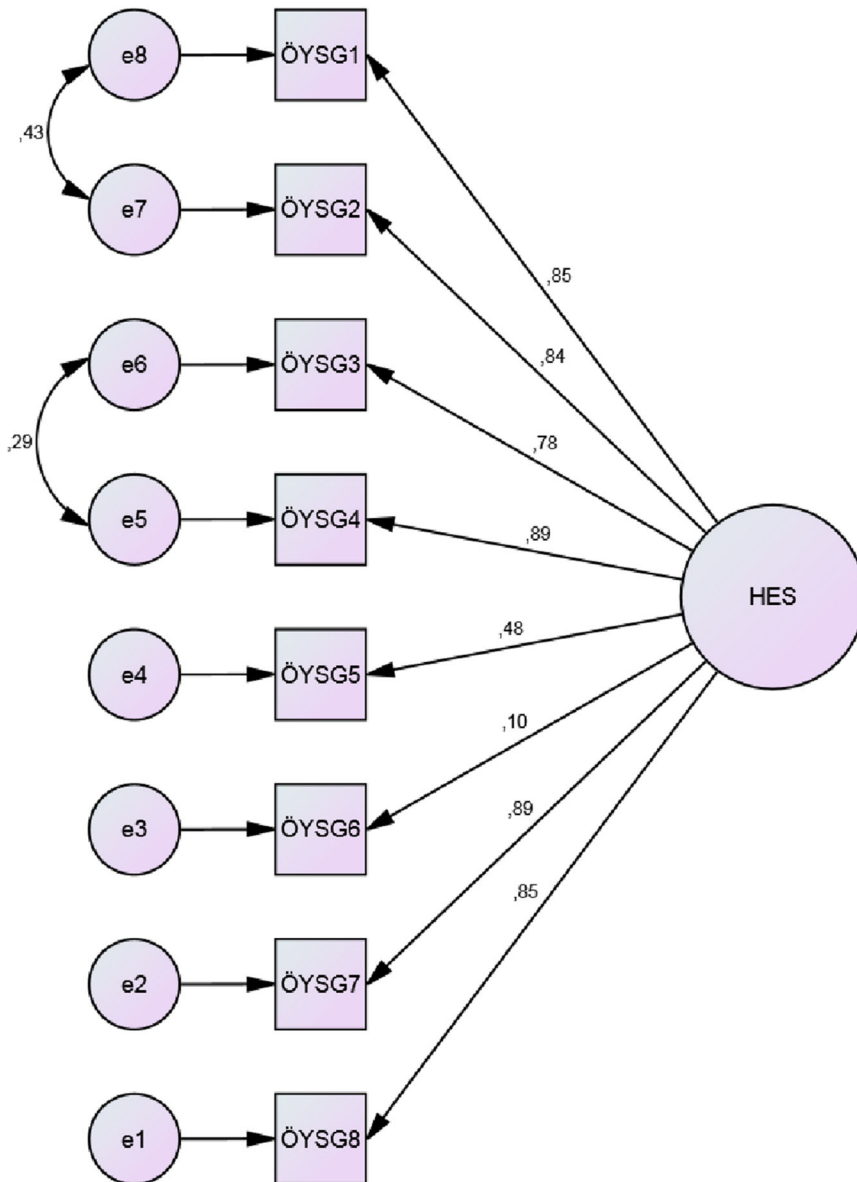 e8
ÖYSG1
,43
e7
ÖYSG2
,85
,84
e6
ÖYSG3
,29
,78
e5
ÖYSG4
,89
HES
,48
e4
ÖYSG5
,10
e3
ÖYSG6
,89
,85
e2
ÖYSG7
e1
ÖYSG8